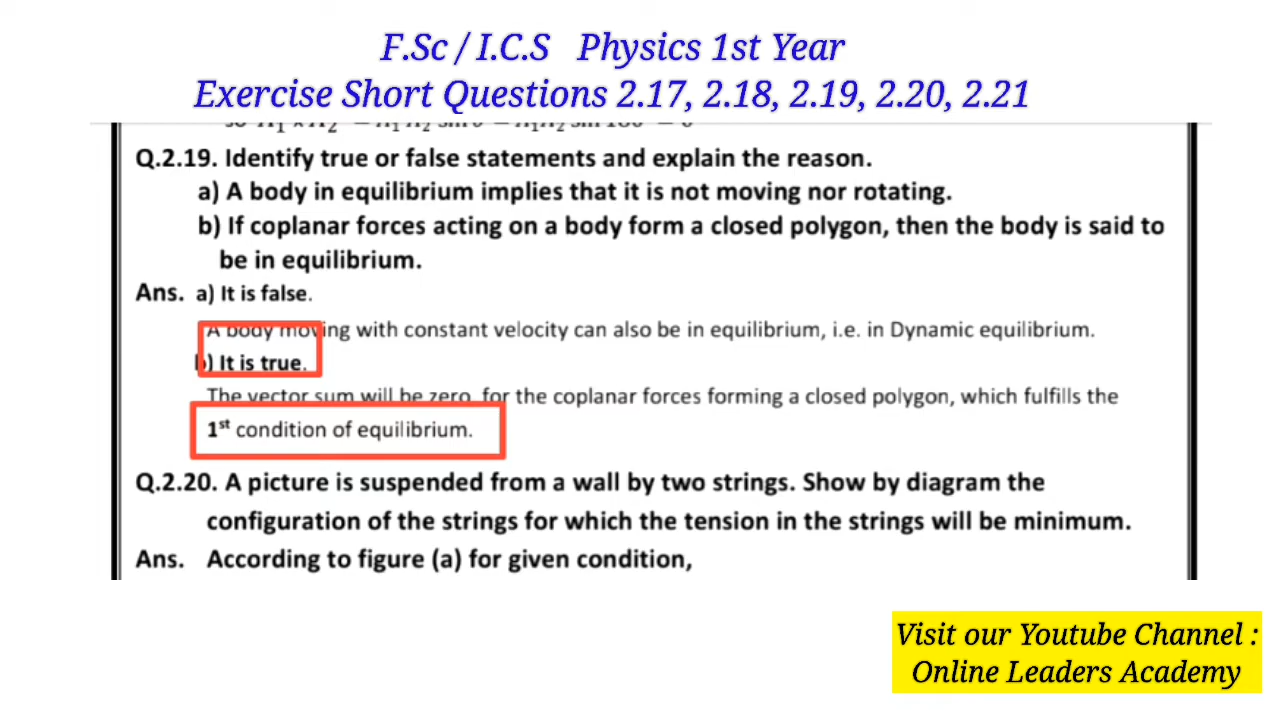 F.Sc / I.C.S Physics 1st Year
Exercise Short Questions 2.17, 2.18, 2.19, 2.20, 2.21
Q.2.19. Identify true or false statements and explain the reason.
a) A body in equilibrium implies that it is not moving nor rotating.
b) If coplanar forces acting on a body form a closed polygon, then the body is said to
be in equilibrium.
Ans. a) It is false.
A body moving with constant velocity can also be in equilibrium, i.e. in Dynamic equilibrium.
b) It is true.
The vector sum will be zero, for the coplanar forces forming a closed polygon, which fulfills the
1st condition of equilibrium.
Q.2.20. A picture is suspended from a wall by two strings. Show by diagram the
configuration of the strings for which the tension in the strings will be minimum.
Ans. According to figure (a) for given condition,
Visit our Youtube Channel :
Online Leaders Academy